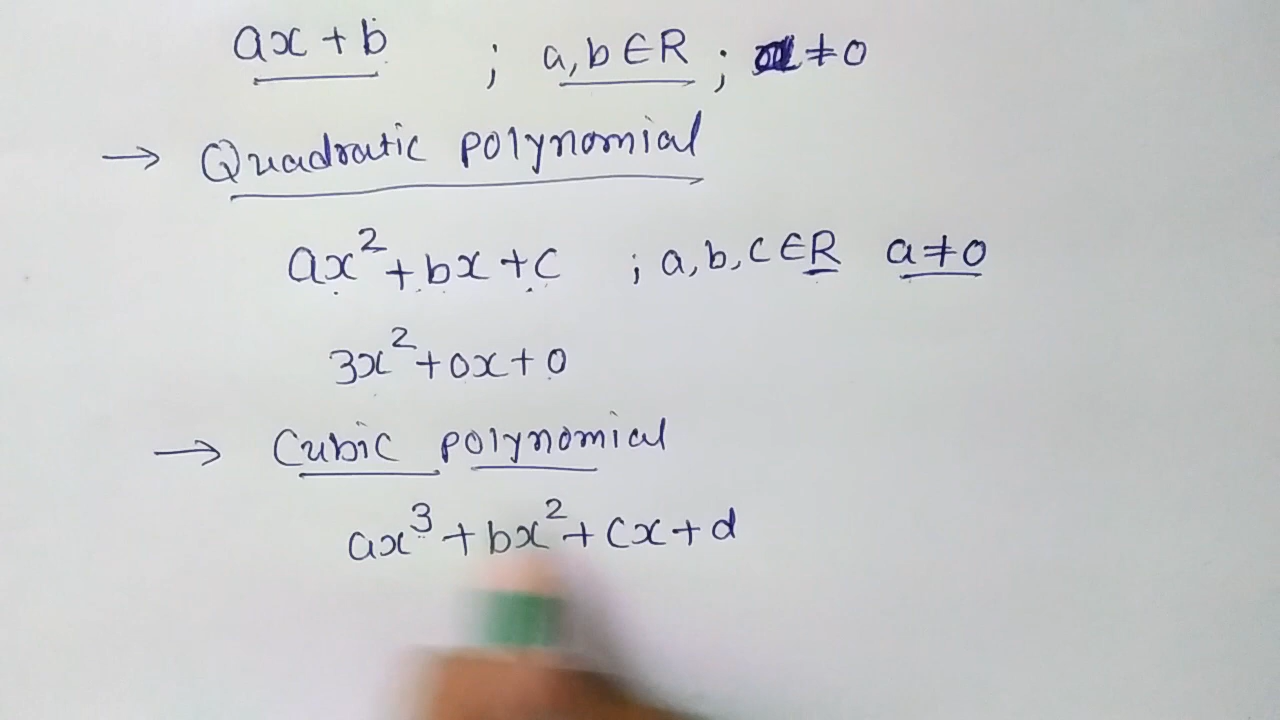 ax + b ; a, b ∈ R ; a ≠ 0
→ Quadratic polynomial
ax² + bx + c ; a, b, c ∈ R a ≠ 0
3x² + 0x + 0
→ Cubic polynomial
ax³ + bx² + cx + d